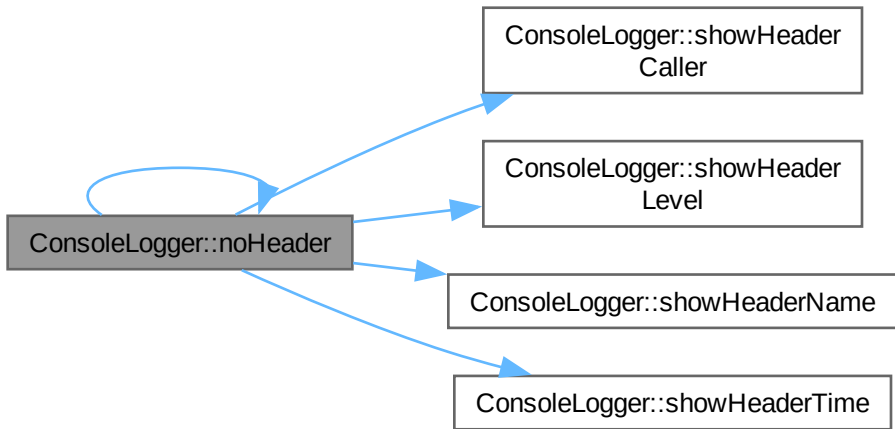 ConsoleLogger::showHeader
Caller
ConsoleLogger::showHeader
Level
ConsoleLogger::noHeader
ConsoleLogger::showHeaderName
ConsoleLogger::showHeaderTime